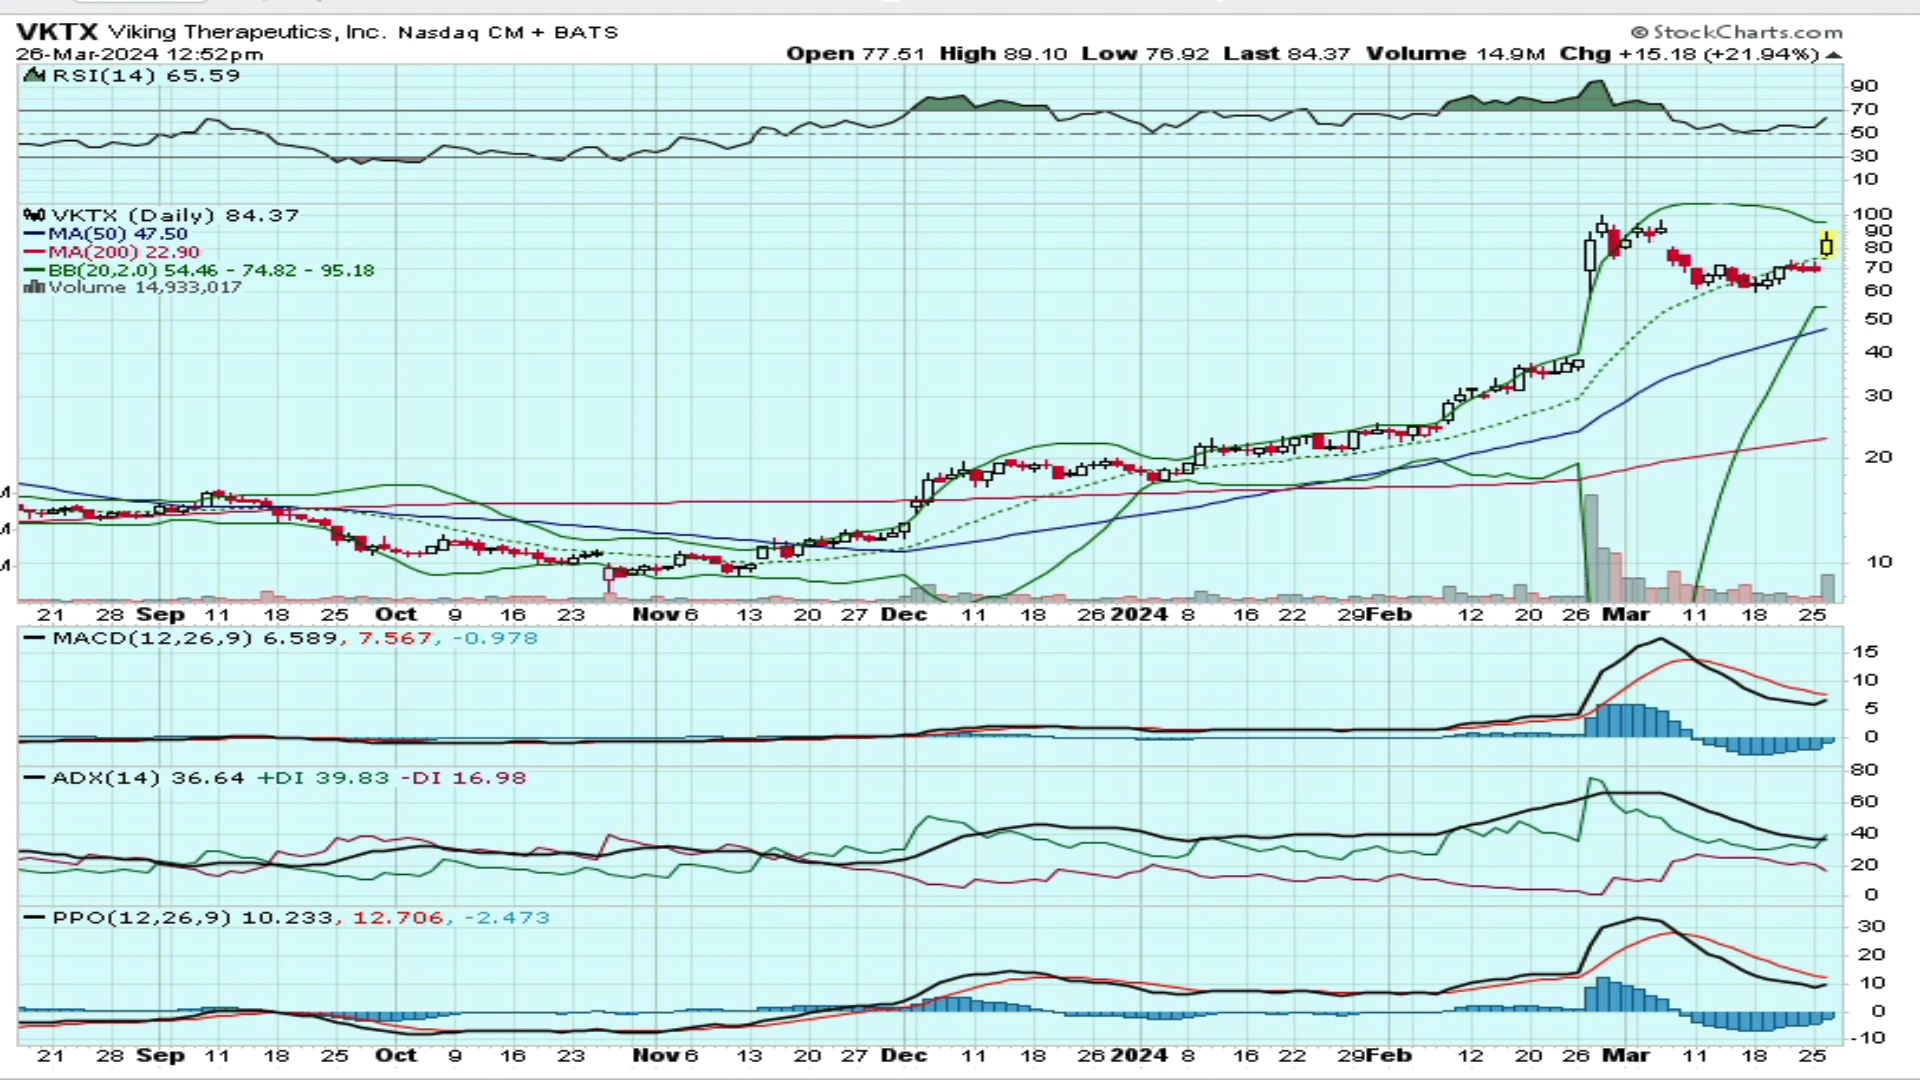 VKTX Viking Therapeutics, Inc. Nasdaq CM + BATS
© StockCharts.com
26-Mar-2024 12:52pm
Open 77.51 High 89.10 Low 76.92 Last 84.37 Volume 14.9M Chg +15.18 (+21.94%)
RSI(14) 65.59
90
70
50
30
10
VKTX (Daily) 84.37
MA(50) 47.50
MA(200) 22.90
BB(20,2.0) 54.46 - 74.82 - 95.18
Volume 14,933,017
100
90
80
70
60
50
40
30
20
10
21 28 Sep 11 18 25 Oct 9 16 23 Nov 6 13 20 27 Dec 11 18 26 2024 8 16 22 29 Feb 12 20 26 Mar 11 18 25
MACD(12,26,9) 6.589, 7.567, -0.978
15
10
5
0
ADX(14) 36.64 +DI 39.83 -DI 16.98
80
60
40
20
0
PPO(12,26,9) 10.233, 12.706, -2.473
30
20
10
0
-10
21 28 Sep 11 18 25 Oct 9 16 23 Nov 6 13 20 27 Dec 11 18 26 2024 8 16 22 29 Feb 12 20 26 Mar 11 18 25